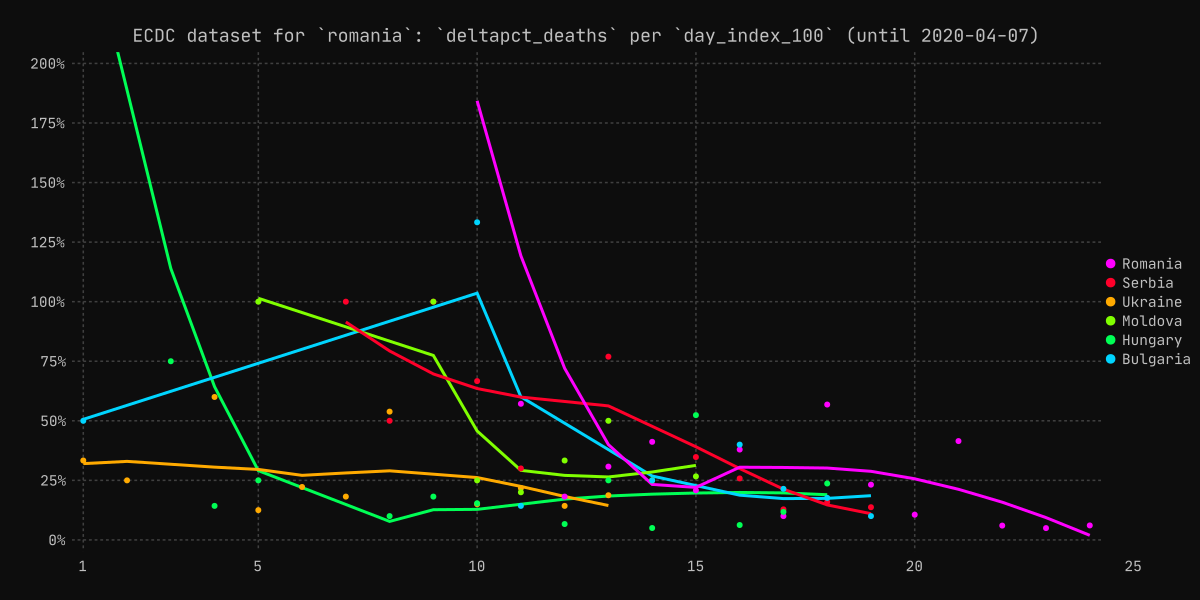 ECDC dataset for `romania`: `deltapct_deaths` per `day_index_100` (until 2020-04-07)
200%
175%
150%
125%
100%
75%
50%
25%
0%
1 5 10 15 20 25
Romania
Serbia
Ukraine
Moldova
Hungary
Bulgaria